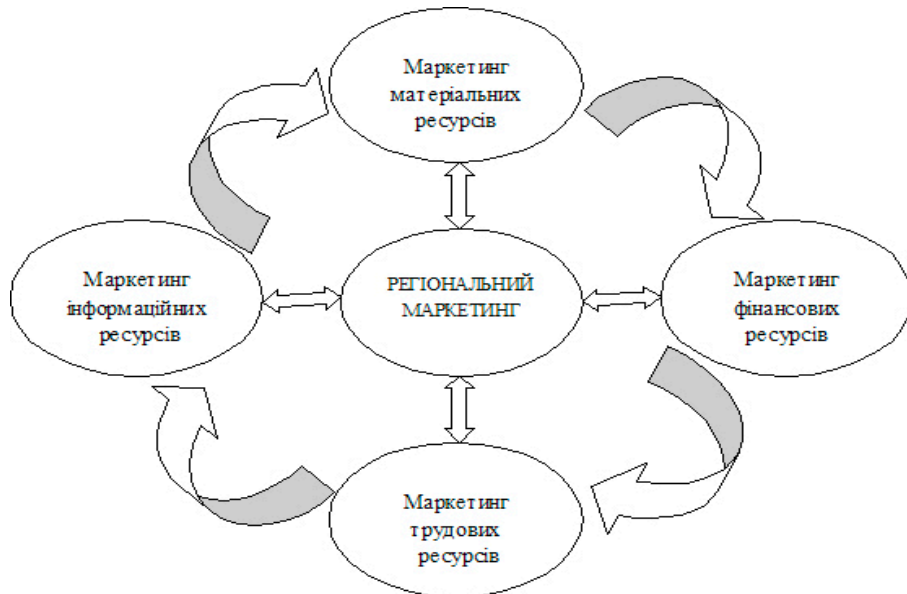 Маркетинг
матеріальних
ресурсів
Маркетинг
інформаційних
ресурсів
РЕГІОНАЛЬНИЙ
МАРКЕТИНГ
Маркетинг
фінансових
ресурсів
Маркетинг
трудових
ресурсів